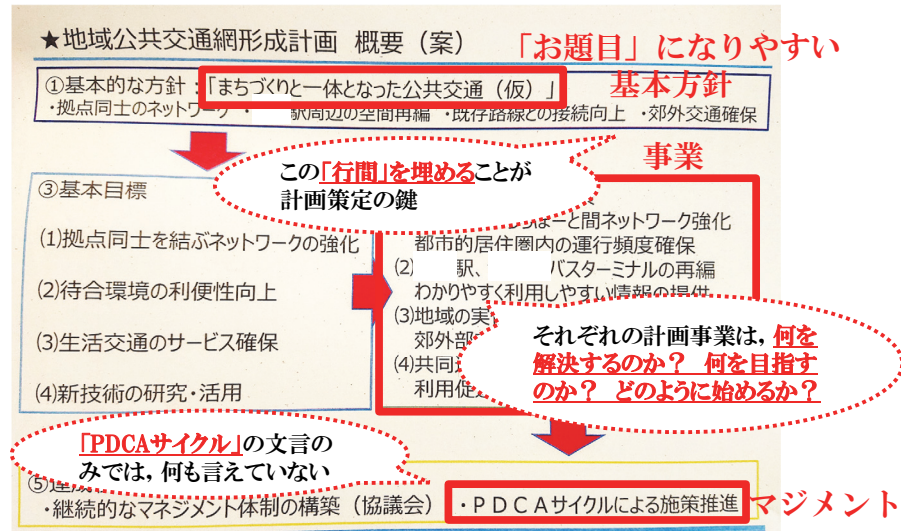 ★地域公共交通網形成計画 概要（案）
「お題目」になりやすい
基本方針
①基本的な方針：「まちづくりと一体となった公共交通（仮）」
・拠点同士のネットワーク ・ 駅周辺の空間再編 ・既存路線との接続向上 ・郊外交通確保
事業
この「行間」を埋めることが
計画策定の鍵
③基本目標
(1)拠点同士を結ぶネットワークの強化
(2)待合環境の利便性向上
(3)生活交通のサービス確保
(4)新技術の研究・活用
ーと間ネットワーク強化
都市的居住圏内の運行頻度確保
(2) 駅、 バスターミナルの再編
わかりやすく利用しやすい情報の提供
(3)地域の実
郊外部
(4)共同
利用促
それぞれの計画事業は，何を
解決するのか？ 何を目指す
のか？ どのように始めるか？
「PDCAサイクル」の文言の
みでは，何も言えていない
・継続的なマネジメント体制の構築（協議会）
・ＰＤＣＡサイクルによる施策推進
マジメント